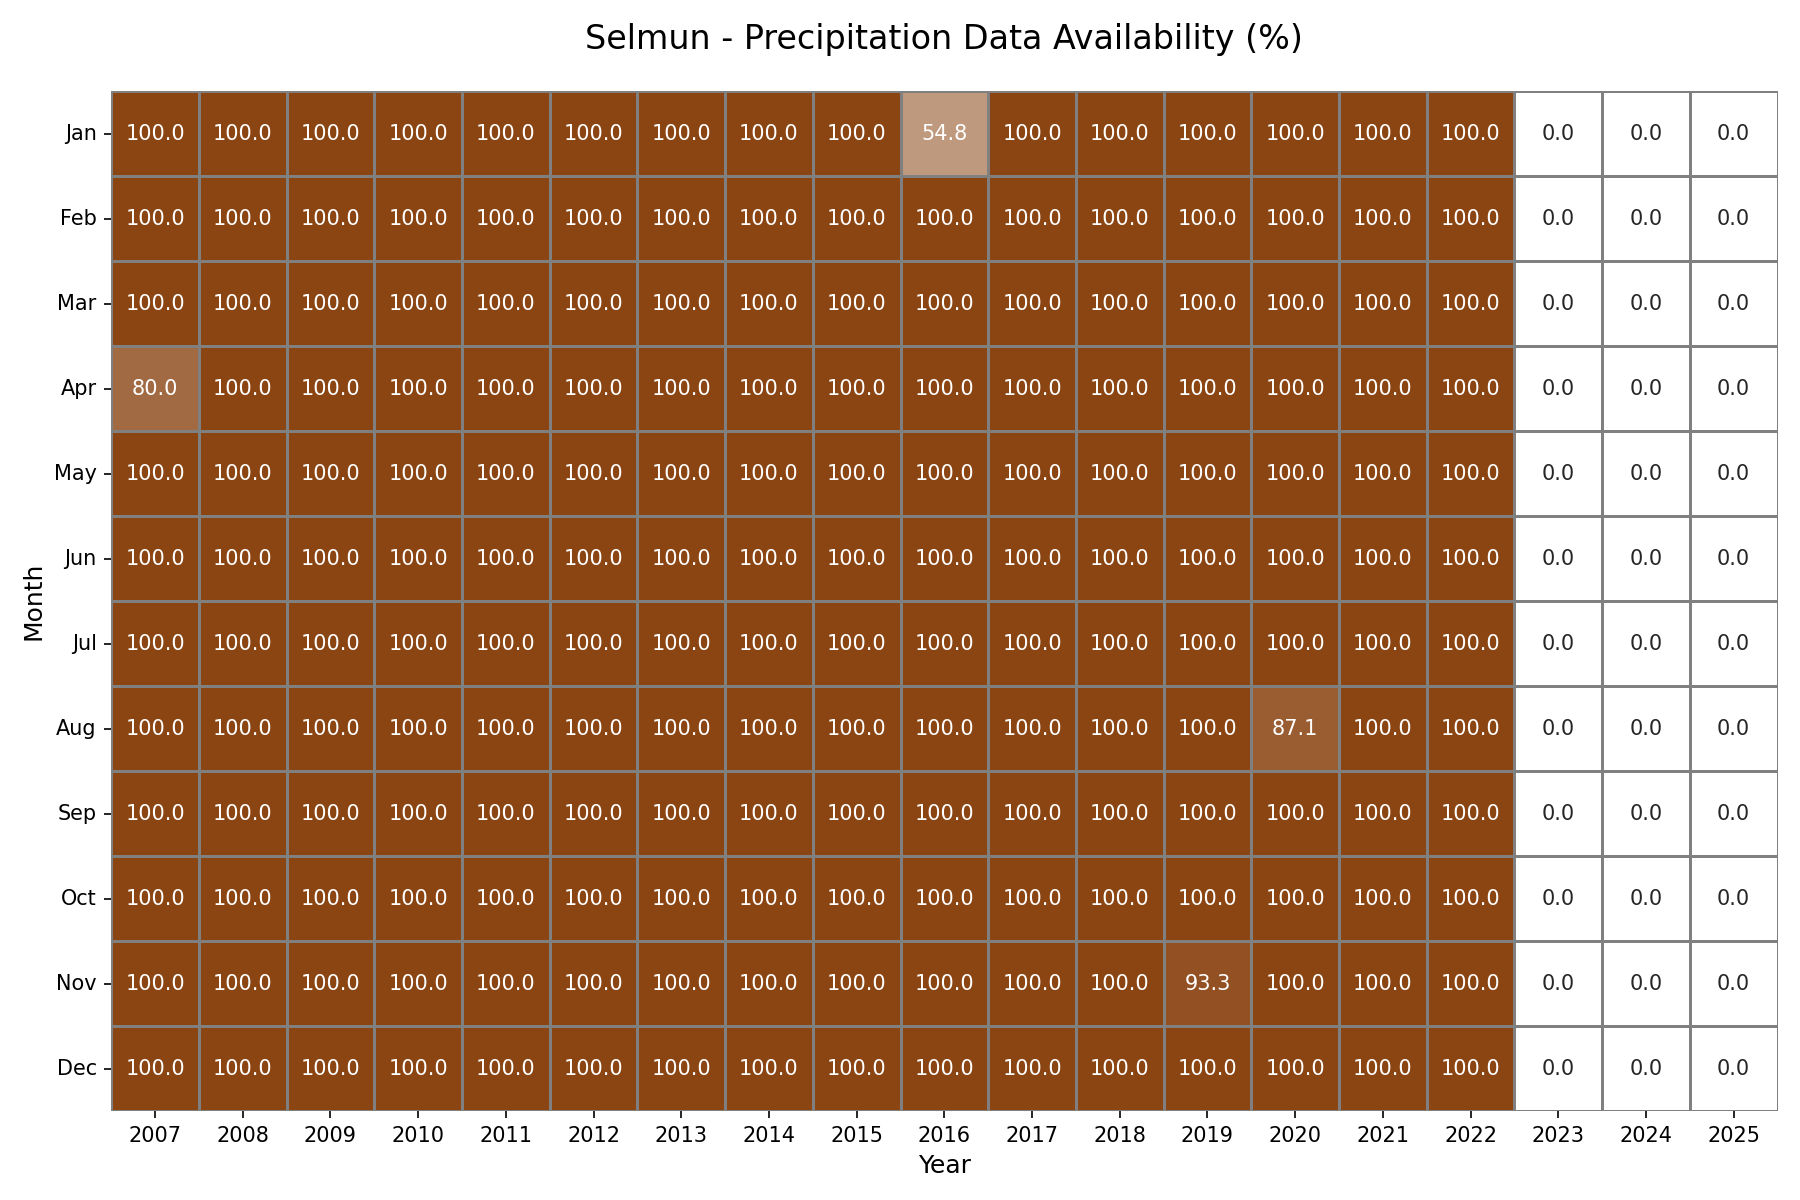 Selmun - Precipitation Data Availability (%)
Jan 100.0 100.0 100.0 100.0 100.0 100.0 100.0 100.0 100.0 54.8 100.0 100.0 100.0 100.0 100.0 100.0 0.0 0.0 0.0
Feb 100.0 100.0 100.0 100.0 100.0 100.0 100.0 100.0 100.0 100.0 100.0 100.0 100.0 100.0 100.0 100.0 0.0 0.0 0.0
Mar 100.0 100.0 100.0 100.0 100.0 100.0 100.0 100.0 100.0 100.0 100.0 100.0 100.0 100.0 100.0 100.0 0.0 0.0 0.0
Apr 80.0 100.0 100.0 100.0 100.0 100.0 100.0 100.0 100.0 100.0 100.0 100.0 100.0 100.0 100.0 100.0 0.0 0.0 0.0
May 100.0 100.0 100.0 100.0 100.0 100.0 100.0 100.0 100.0 100.0 100.0 100.0 100.0 100.0 100.0 100.0 0.0 0.0 0.0
Jun 100.0 100.0 100.0 100.0 100.0 100.0 100.0 100.0 100.0 100.0 100.0 100.0 100.0 100.0 100.0 100.0 0.0 0.0 0.0
Jul 100.0 100.0 100.0 100.0 100.0 100.0 100.0 100.0 100.0 100.0 100.0 100.0 100.0 100.0 100.0 100.0 0.0 0.0 0.0
Aug 100.0 100.0 100.0 100.0 100.0 100.0 100.0 100.0 100.0 100.0 100.0 100.0 100.0 87.1 100.0 100.0 0.0 0.0 0.0
Sep 100.0 100.0 100.0 100.0 100.0 100.0 100.0 100.0 100.0 100.0 100.0 100.0 100.0 100.0 100.0 100.0 0.0 0.0 0.0
Oct 100.0 100.0 100.0 100.0 100.0 100.0 100.0 100.0 100.0 100.0 100.0 100.0 100.0 100.0 100.0 100.0 0.0 0.0 0.0
Nov 100.0 100.0 100.0 100.0 100.0 100.0 100.0 100.0 100.0 100.0 100.0 100.0 93.3 100.0 100.0 100.0 0.0 0.0 0.0
Dec 100.0 100.0 100.0 100.0 100.0 100.0 100.0 100.0 100.0 100.0 100.0 100.0 100.0 100.0 100.0 100.0 0.0 0.0 0.0
2007 2008 2009 2010 2011 2012 2013 2014 2015 2016 2017 2018 2019 2020 2021 2022 2023 2024 2025
Year
Month